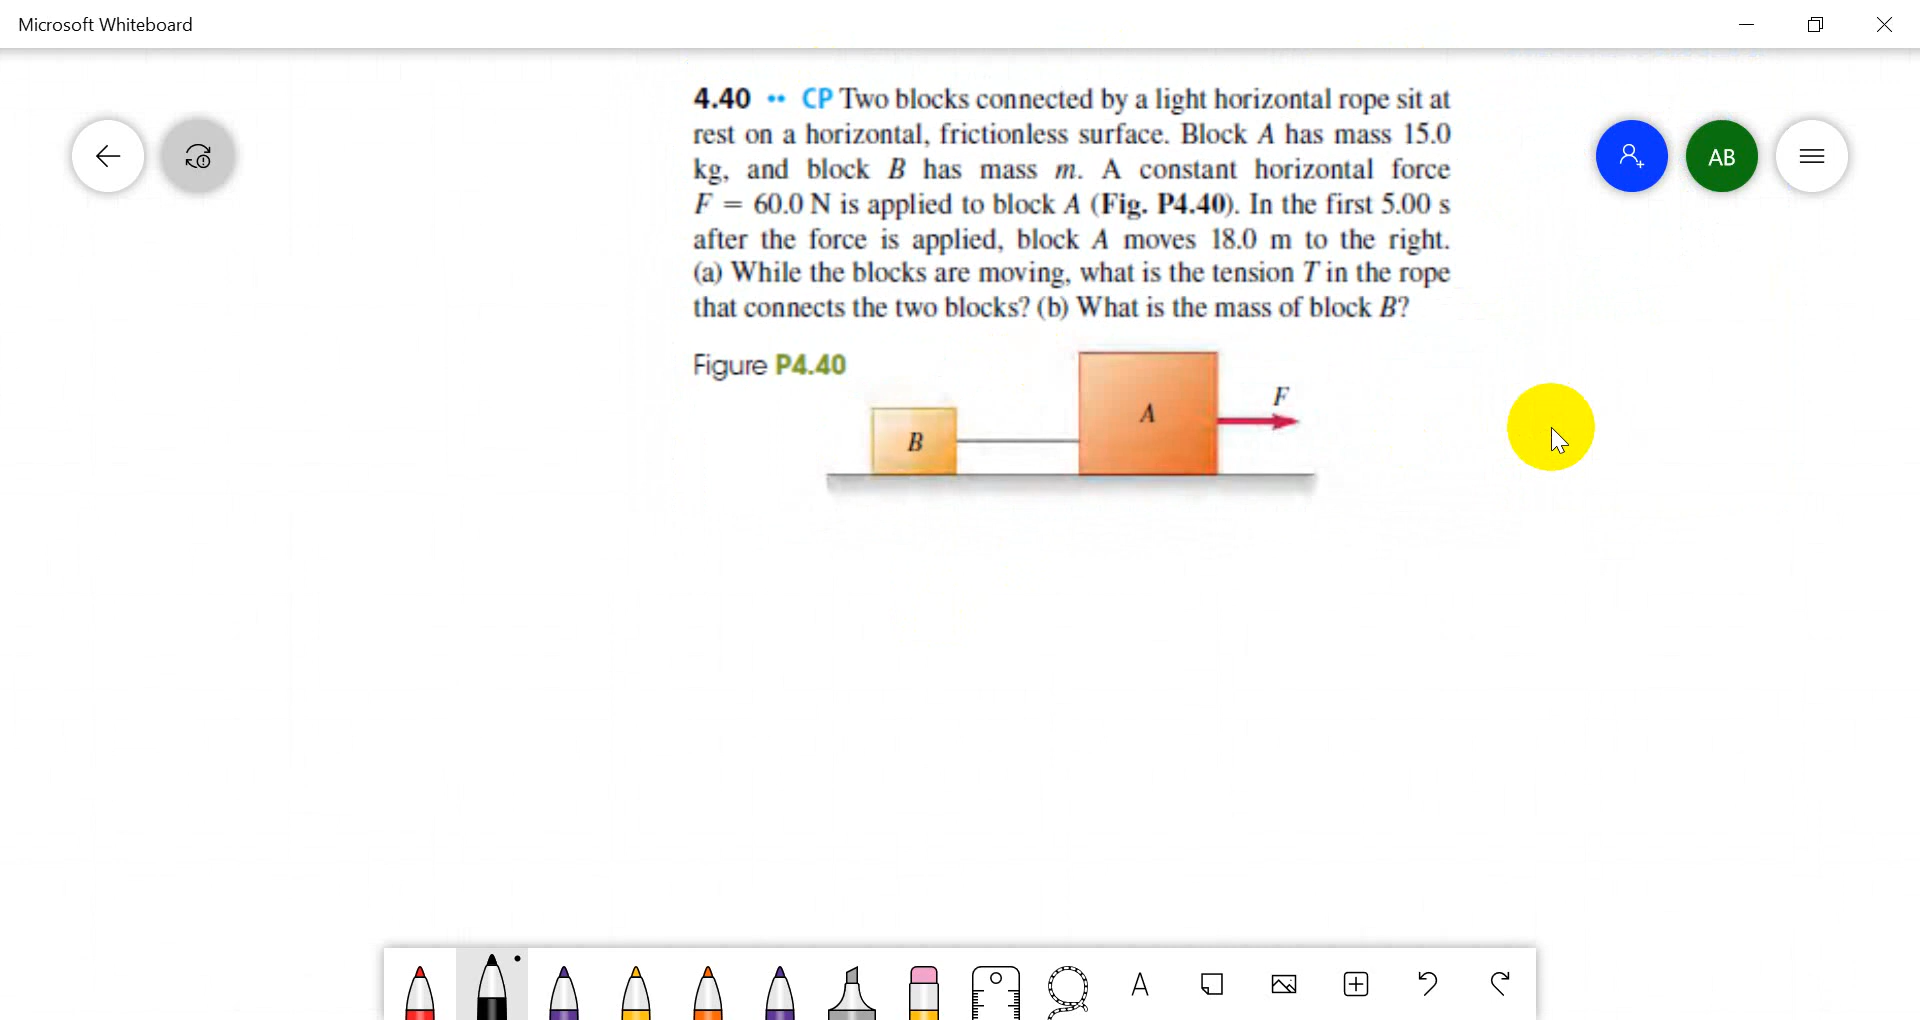 Microsoft Whiteboard
4.40 •• CP Two blocks connected by a light horizontal rope sit at
rest on a horizontal, frictionless surface. Block A has mass 15.0
kg, and block B has mass m. A constant horizontal force
F = 60.0 N is applied to block A (Fig. P4.40). In the first 5.00 s
after the force is applied, block A moves 18.0 m to the right.
(a) While the blocks are moving, what is the tension T in the rope
that connects the two blocks? (b) What is the mass of block B?
AB
Figure P4.40
F
A
B
A